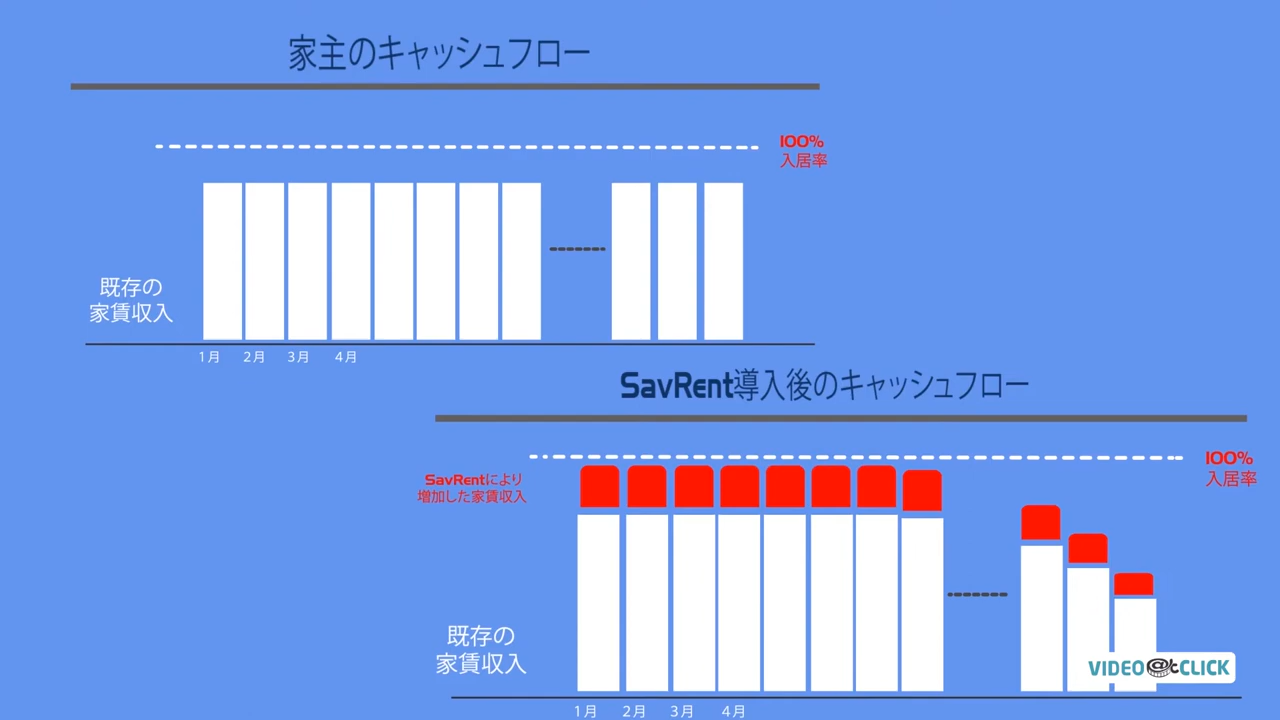 家主のキャッシュフロー
100%
入居率
既存の
家賃収入
1月 2月 3月 4月
SavRent導入後のキャッシュフロー
100%
入居率
SavRentにより
増加した家賃収入
既存の
家賃収入
1月 2月 3月 4月
VIDEO@CLICK